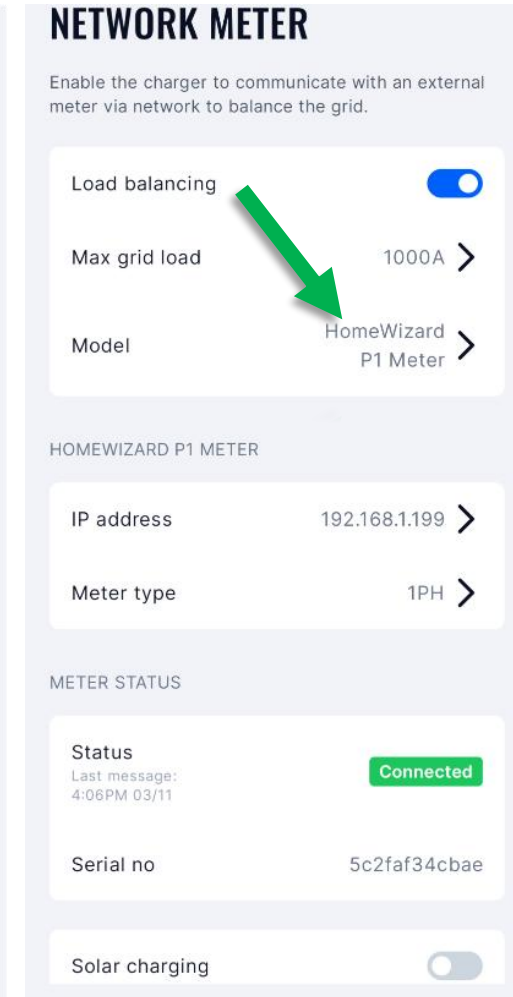 NETWORK METER
Enable the charger to communicate with an external
meter via network to balance the grid.
Load balancing
Max grid load 1000A
Model HomeWizard
P1 Meter
HOMEWIZARD P1 METER
IP address 192.168.1.199
Meter type 1PH
METER STATUS
Status
Last message:
4:06PM 03/11
Connected
Serial no 5c2faf34cbae
Solar charging